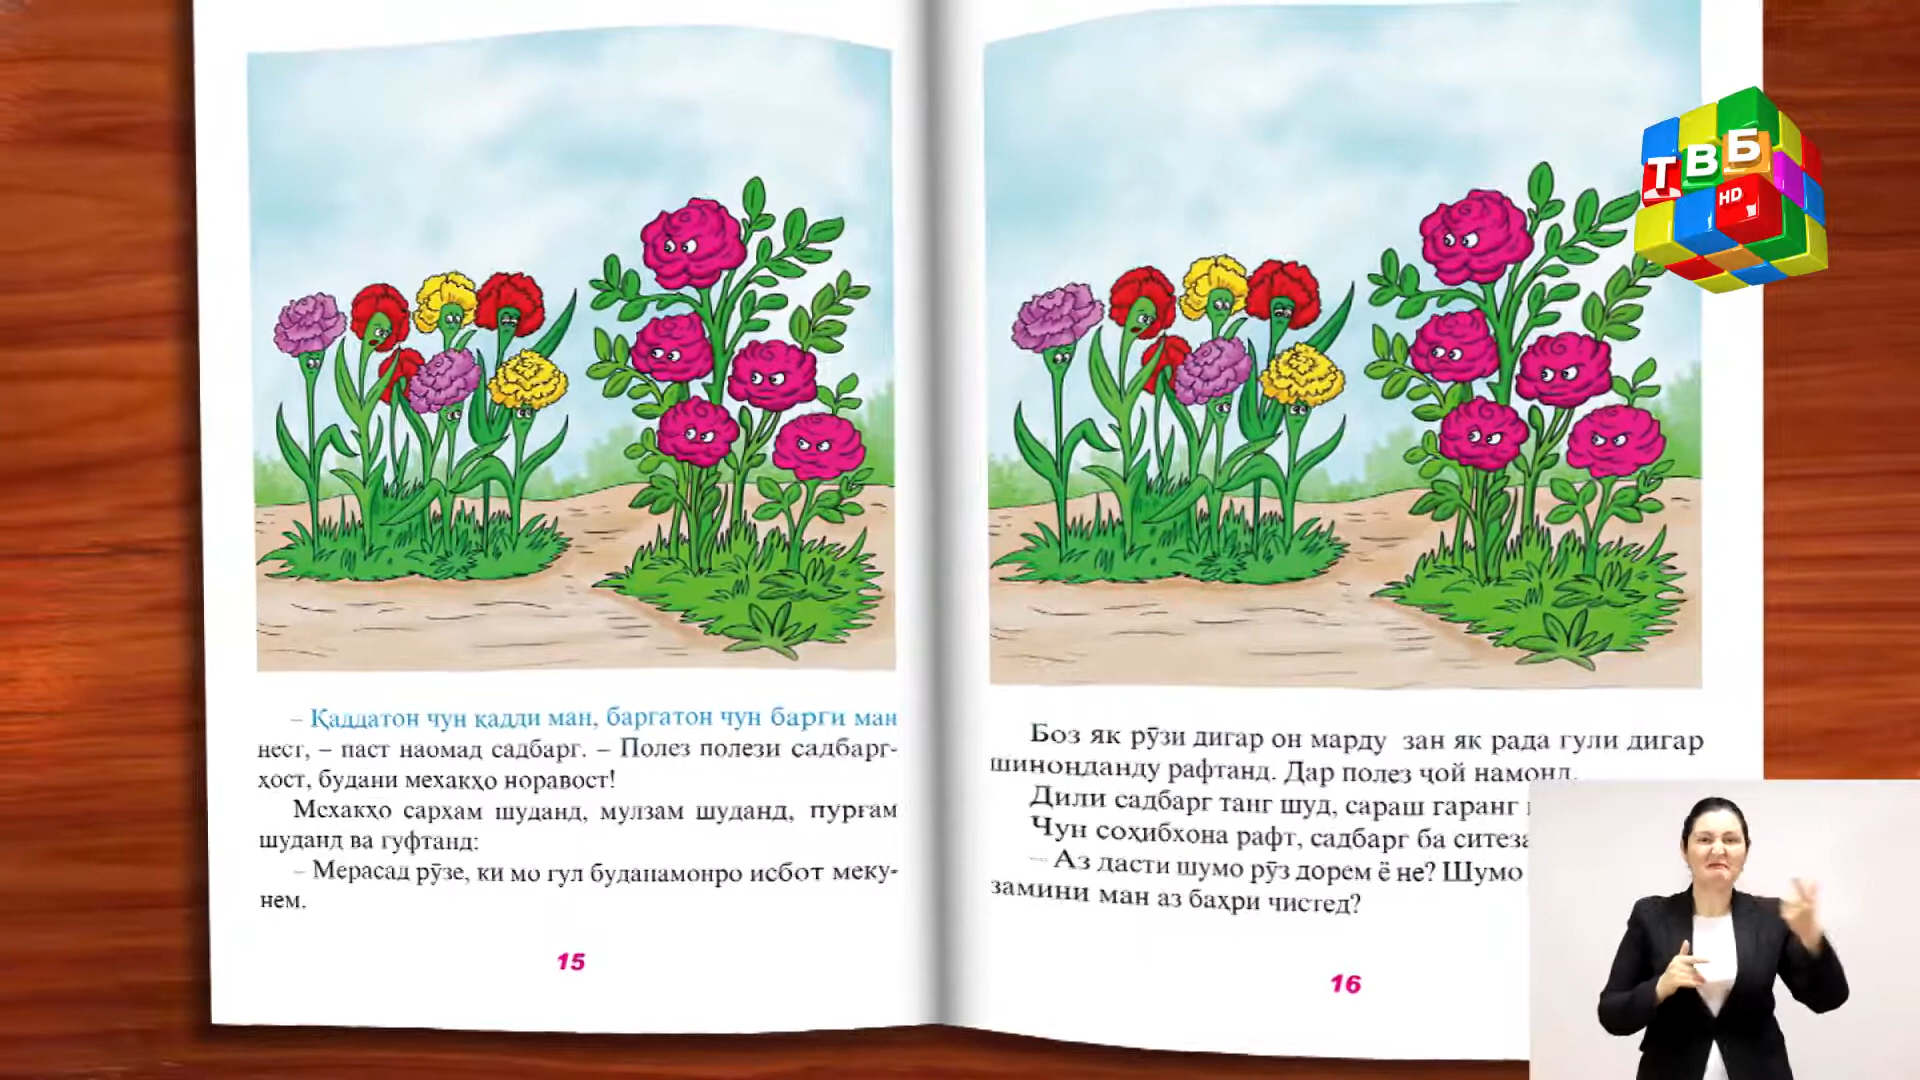 – Қаддатон чун қадди ман, баргатон чун барги ман
нест, – паст наомад садбарг. – Полез полези садбарг-
ҳост, будани мехакҳо норавост!
Мехакҳо сархам шуданд, мулзам шуданд, пурғам
шуданд ва гуфтанд:
– Мерасад рӯзе, ки мо гул буданамонро исбот меку-
нем.
15
Боз як рӯзи дигар он марду зан як рада гули дигар
шинонданду рафтанд. Дар полез ҷой намонд.
Дили садбарг танг шуд, сараш гаранг
Чун соҳибхона рафт, садбарг ба ситеза
– Аз дасти шумо рӯз дорем ё не? Шумо
замини ман аз баҳри чистед?
16
ТВБ
HD